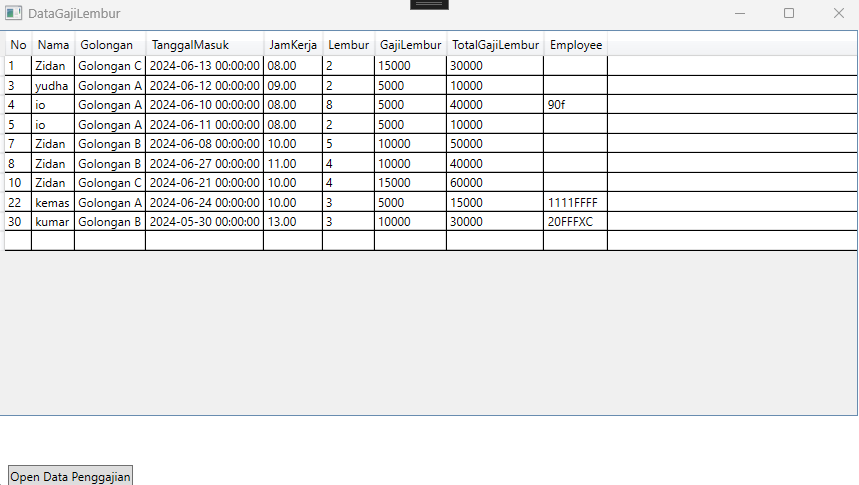 DataGajiLembur
No Nama Golongan TanggalMasuk JamKerja Lembur GajiLembur TotalGajiLembur Employee
1 Zidan Golongan C 2024-06-13 00:00:00 08.00 2 15000 30000
3 yudha Golongan A 2024-06-12 00:00:00 09.00 2 5000 10000
4 io Golongan A 2024-06-10 00:00:00 08.00 8 5000 40000 90f
5 io Golongan A 2024-06-11 00:00:00 08.00 2 5000 10000
7 Zidan Golongan B 2024-06-08 00:00:00 10.00 5 10000 50000
8 Zidan Golongan B 2024-06-27 00:00:00 11.00 4 10000 40000
10 Zidan Golongan C 2024-06-21 00:00:00 10.00 4 15000 60000
22 kemas Golongan A 2024-06-24 00:00:00 10.00 3 5000 15000 1111FFFF
30 kumar Golongan B 2024-05-30 00:00:00 13.00 3 10000 30000 20FFFXC
Open Data Penggajian